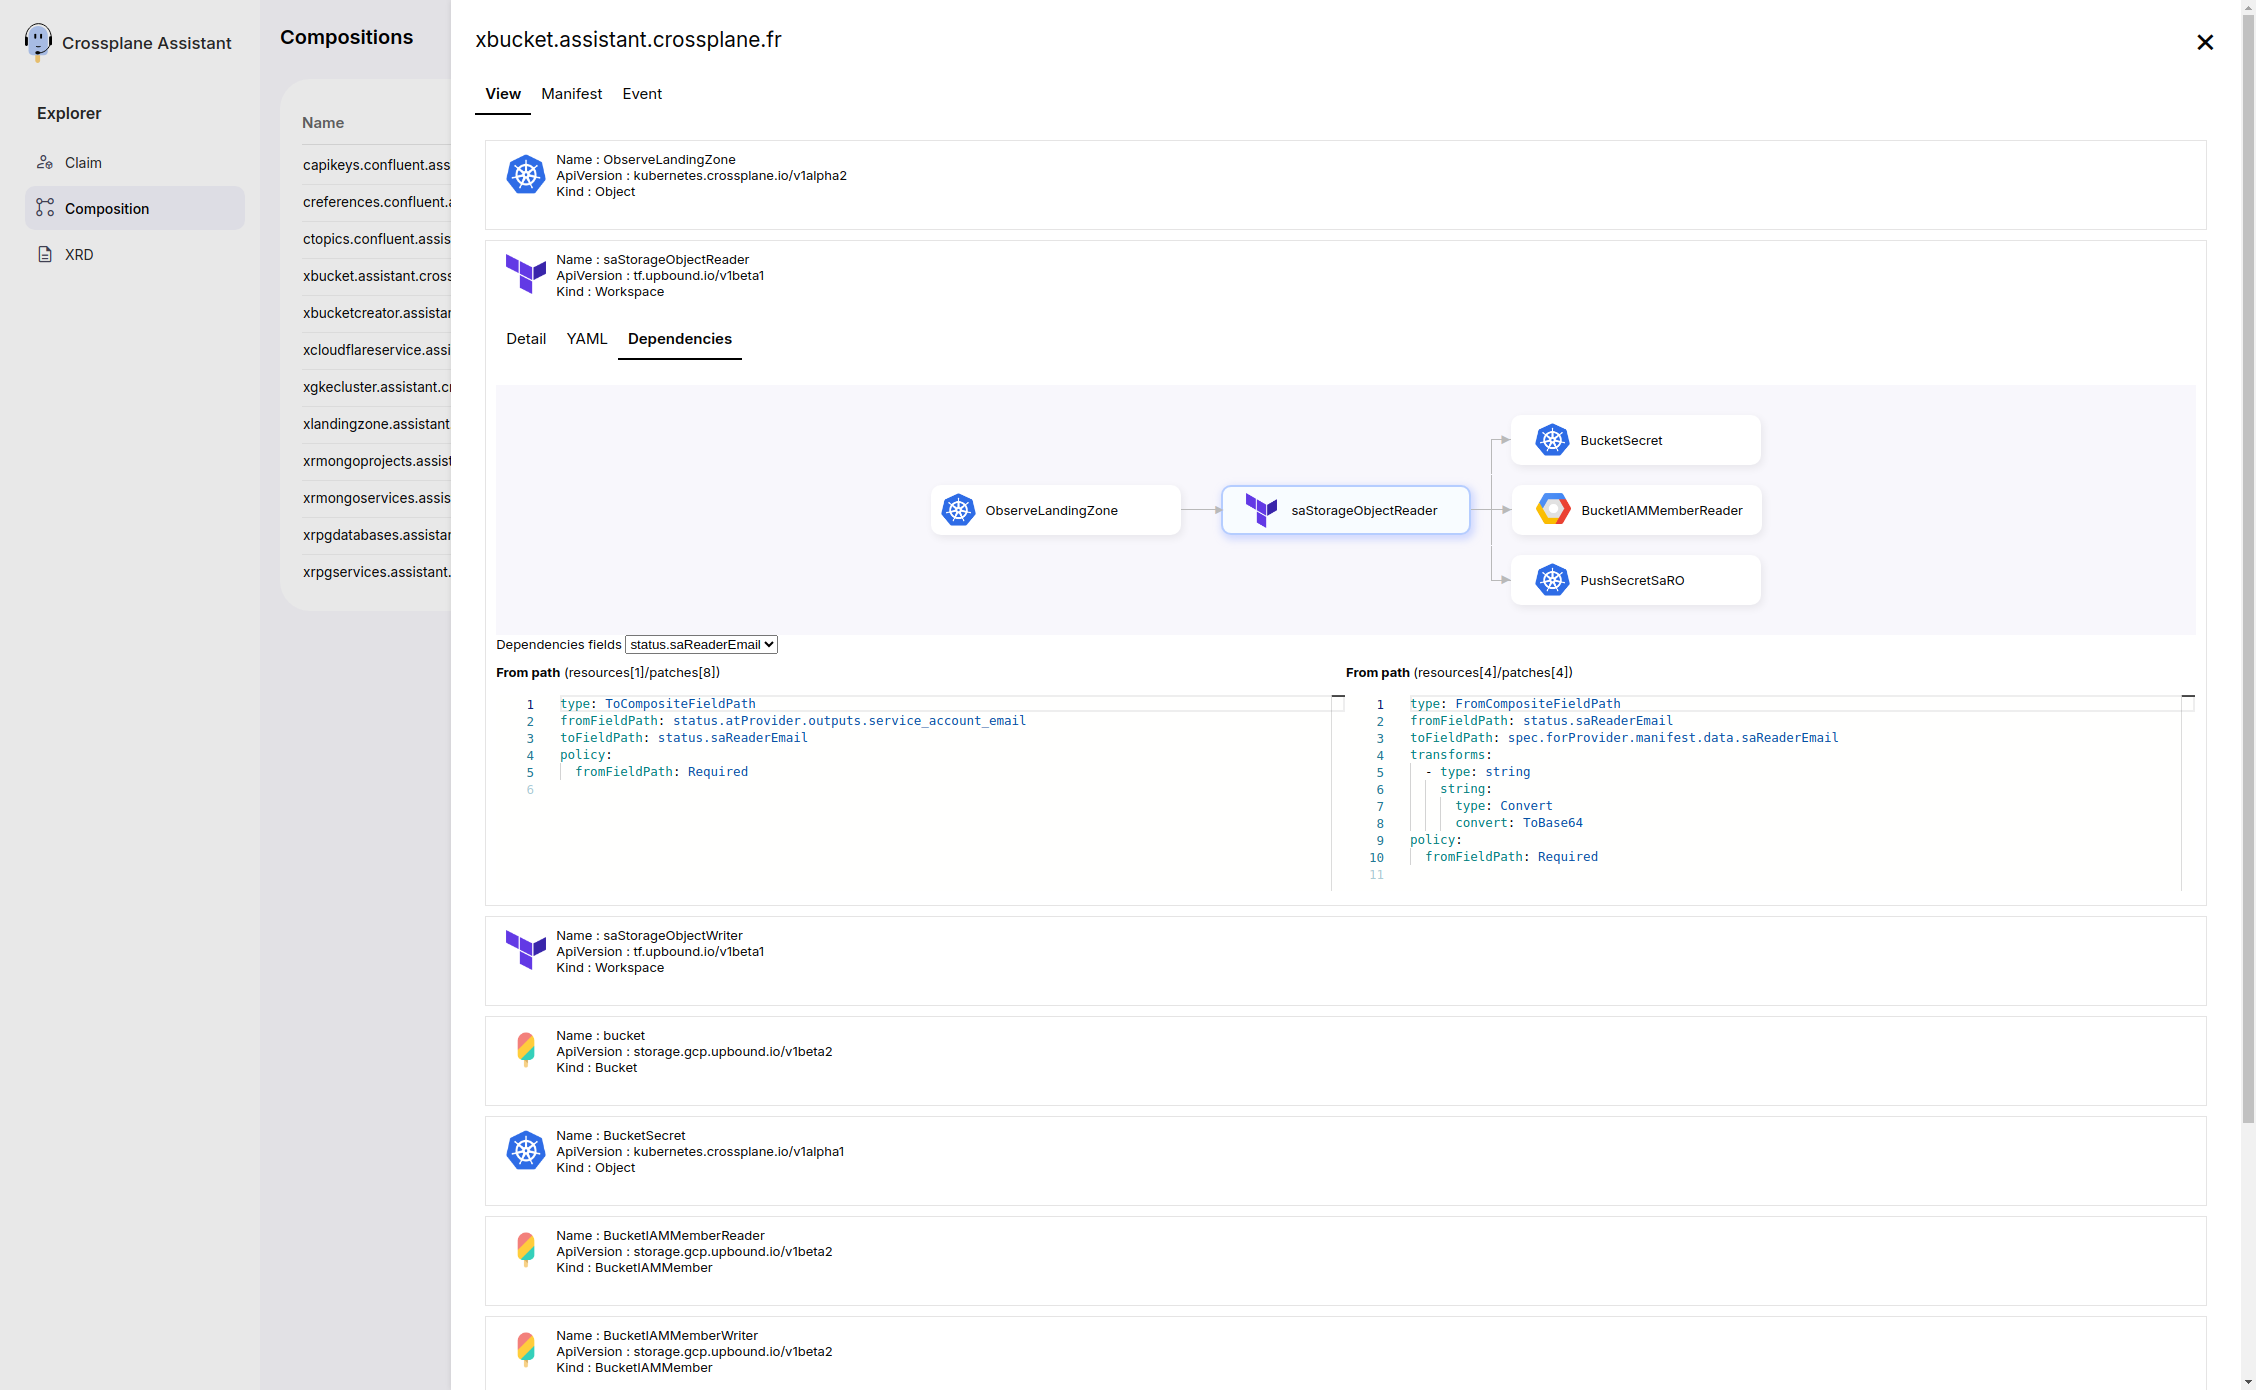 Crossplane Assistant
Explorer
Claim
Composition
XRD
Compositions
Name
capikeys.confluent.ass
creferences.confluent.a
ctopics.confluent.assis
xbucket.assistant.cross
xbucketcreator.assistan
xcloudflareservice.assi
xgkecluster.assistant.cr
xlandingzone.assistant
xrmongoprojects.assist
xrmongoservices.assis
xrpgdatabases.assistan
xrpgservices.assistant.
xbucket.assistant.crossplane.fr
View Manifest Event
Name : ObserveLandingZone
ApiVersion : kubernetes.crossplane.io/v1alpha2
Kind : Object
Name : saStorageObjectReader
ApiVersion : tf.upbound.io/v1beta1
Kind : Workspace
Detail YAML Dependencies
ObserveLandingZone
saStorageObjectReader
BucketSecret
BucketIAMMemberReader
PushSecretSaRO
Dependencies fields status.saReaderEmail
From path (resources[1]/patches[8])
1 type: ToCompositeFieldPath
2 fromFieldPath: status.atProvider.outputs.service_account_email
3 toFieldPath: status.saReaderEmail
4 policy:
5 fromFieldPath: Required
6
From path (resources[4]/patches[4])
1 type: FromCompositeFieldPath
2 fromFieldPath: status.saReaderEmail
3 toFieldPath: spec.forProvider.manifest.data.saReaderEmail
4 transforms:
5 - type: string
6 string:
7 type: Convert
8 convert: ToBase64
9 policy:
10 fromFieldPath: Required
11
Name : saStorageObjectWriter
ApiVersion : tf.upbound.io/v1beta1
Kind : Workspace
Name : bucket
ApiVersion : storage.gcp.upbound.io/v1beta2
Kind : Bucket
Name : BucketSecret
ApiVersion : kubernetes.crossplane.io/v1alpha1
Kind : Object
Name : BucketIAMMemberReader
ApiVersion : storage.gcp.upbound.io/v1beta2
Kind : BucketIAMMember
Name : BucketIAMMemberWriter
ApiVersion : storage.gcp.upbound.io/v1beta2
Kind : BucketIAMMember